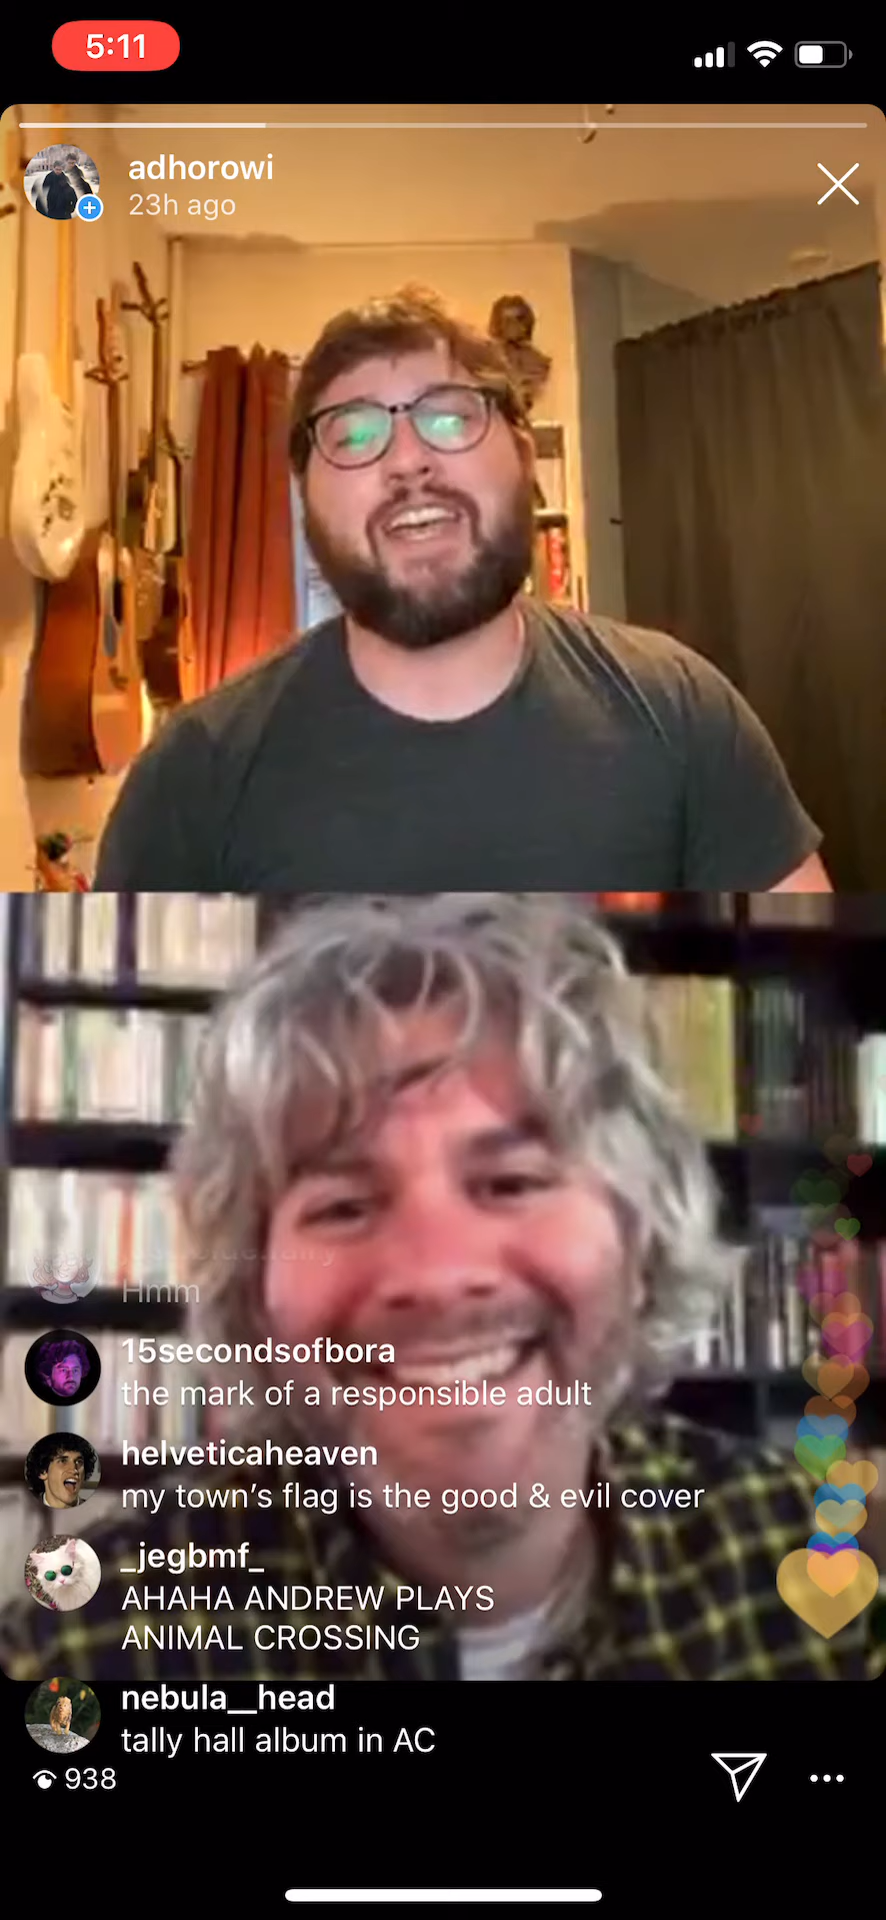 5:11
adhorowi
23h ago
Hmm
15secondsofbora
the mark of a responsible adult
helveticaheaven
my town’s flag is the good & evil cover
_jegbmf_
AHAHA ANDREW PLAYS
ANIMAL CROSSING
nebula__head
tally hall album in AC
938